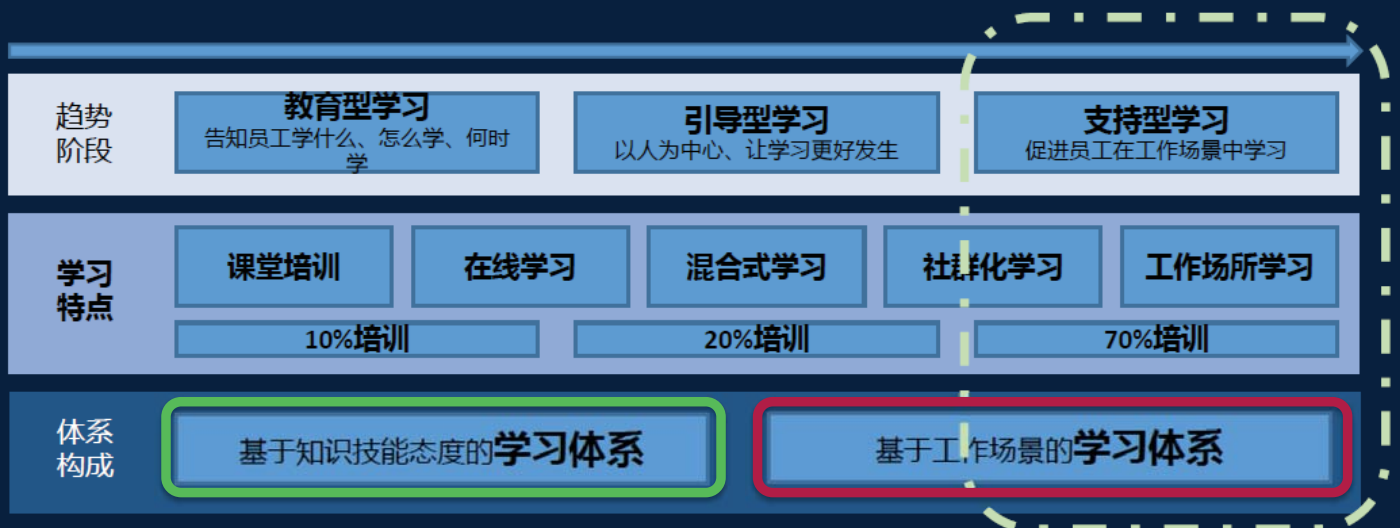 趋势
阶段
教育型学习
告知员工学什么、怎么学、何时
学
引导型学习
以人为中心、让学习更好发生
支持型学习
促进员工在工作场景中学习
学习
特点
课堂培训
在线学习
混合式学习
社群化学习
工作场所学习
10%培训
20%培训
70%培训
体系
构成
基于知识技能态度的学习体系
基于工作场景的学习体系